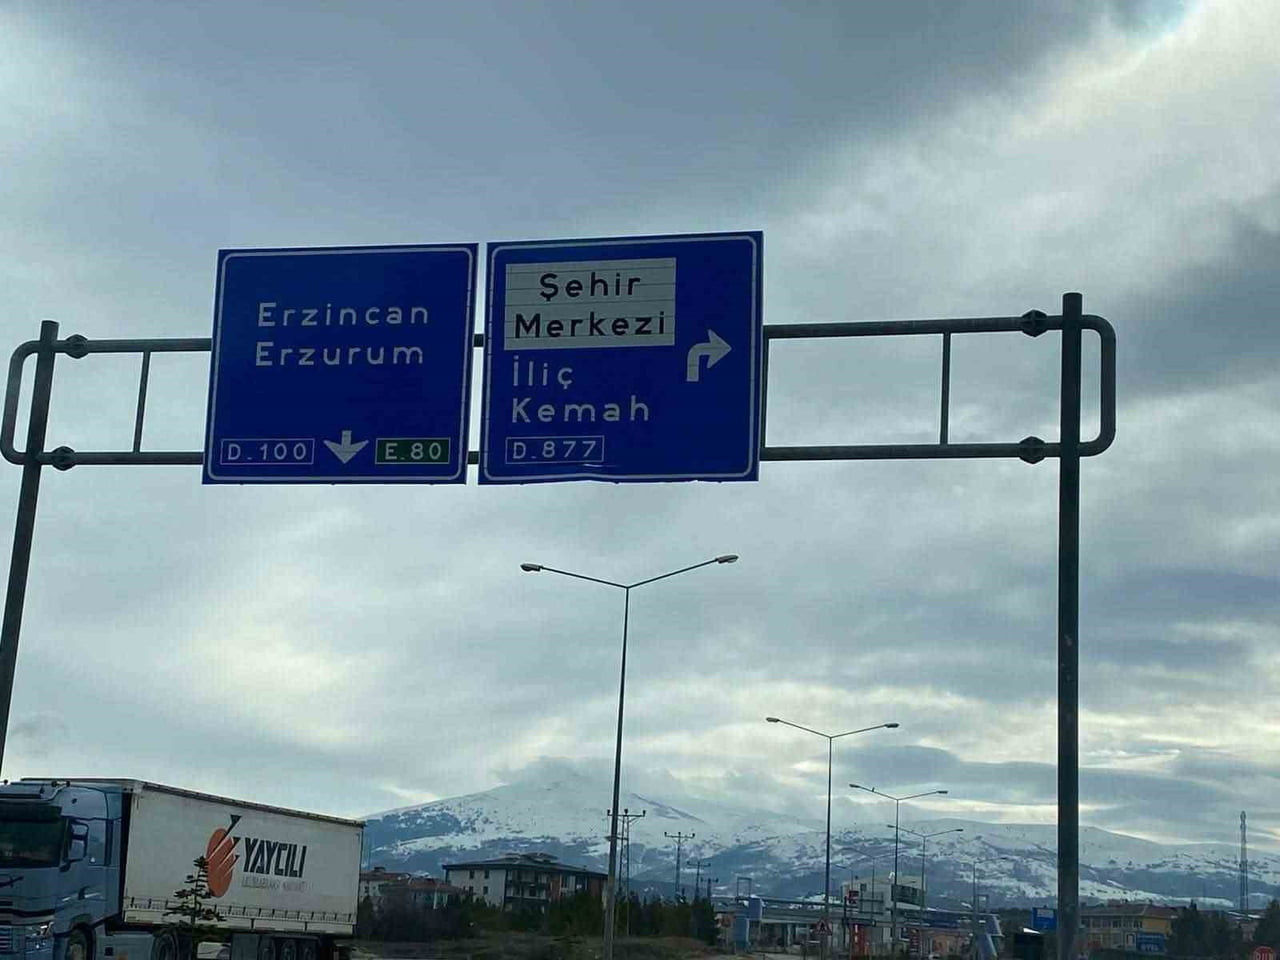 Erzincan
Erzurum
D.100 E.80
Şehir
Merkezi
İliç
Kemah
D.877
YAYCILI